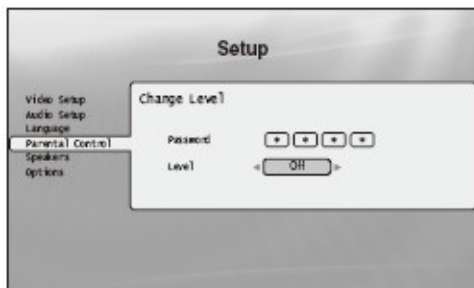 Setup
Video Setup
Audio Setup
Language
Parental Control
Speakers
Options
Change Level
Password * * * *
Level Off